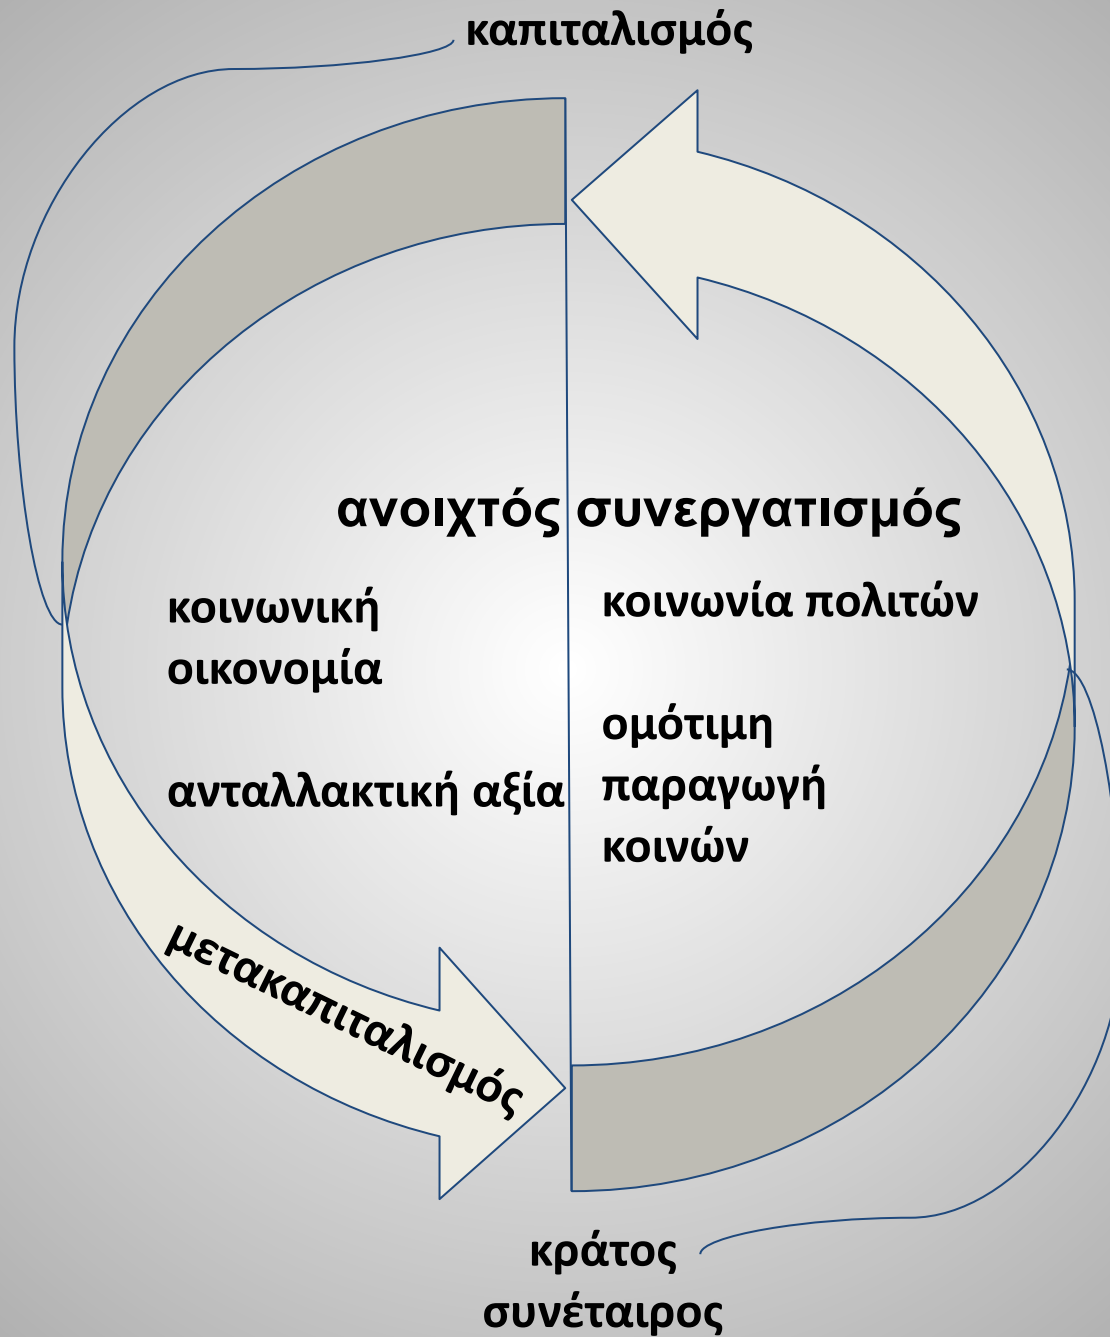 καπιταλισμός
ανοιχτός συνεργατισμός
κοινωνική
οικονομία
ανταλλακτική αξία
κοινωνία πολιτών
ομότιμη
παραγωγή
κοινών
μετακαπιταλισμός
κράτος
συνέταιρος